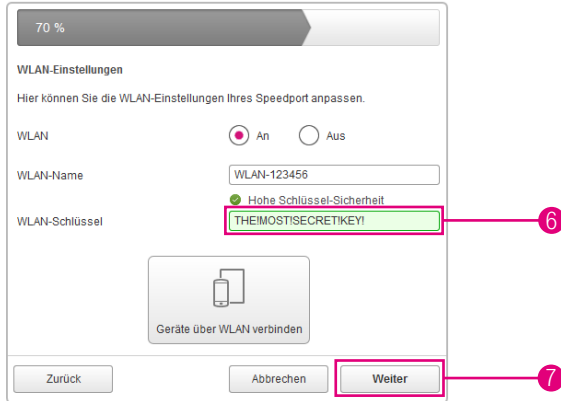 70 %
WLAN-Einstellungen
Hier können Sie die WLAN-Einstellungen Ihres Speedport anpassen.
WLAN An Aus
WLAN-Name WLAN-123456
Hohe Schlüssel-Sicherheit
WLAN-Schlüssel THE!MOST!SECRET!KEY! 6
Geräte über WLAN verbinden
Zurück Abbrechen Weiter 7